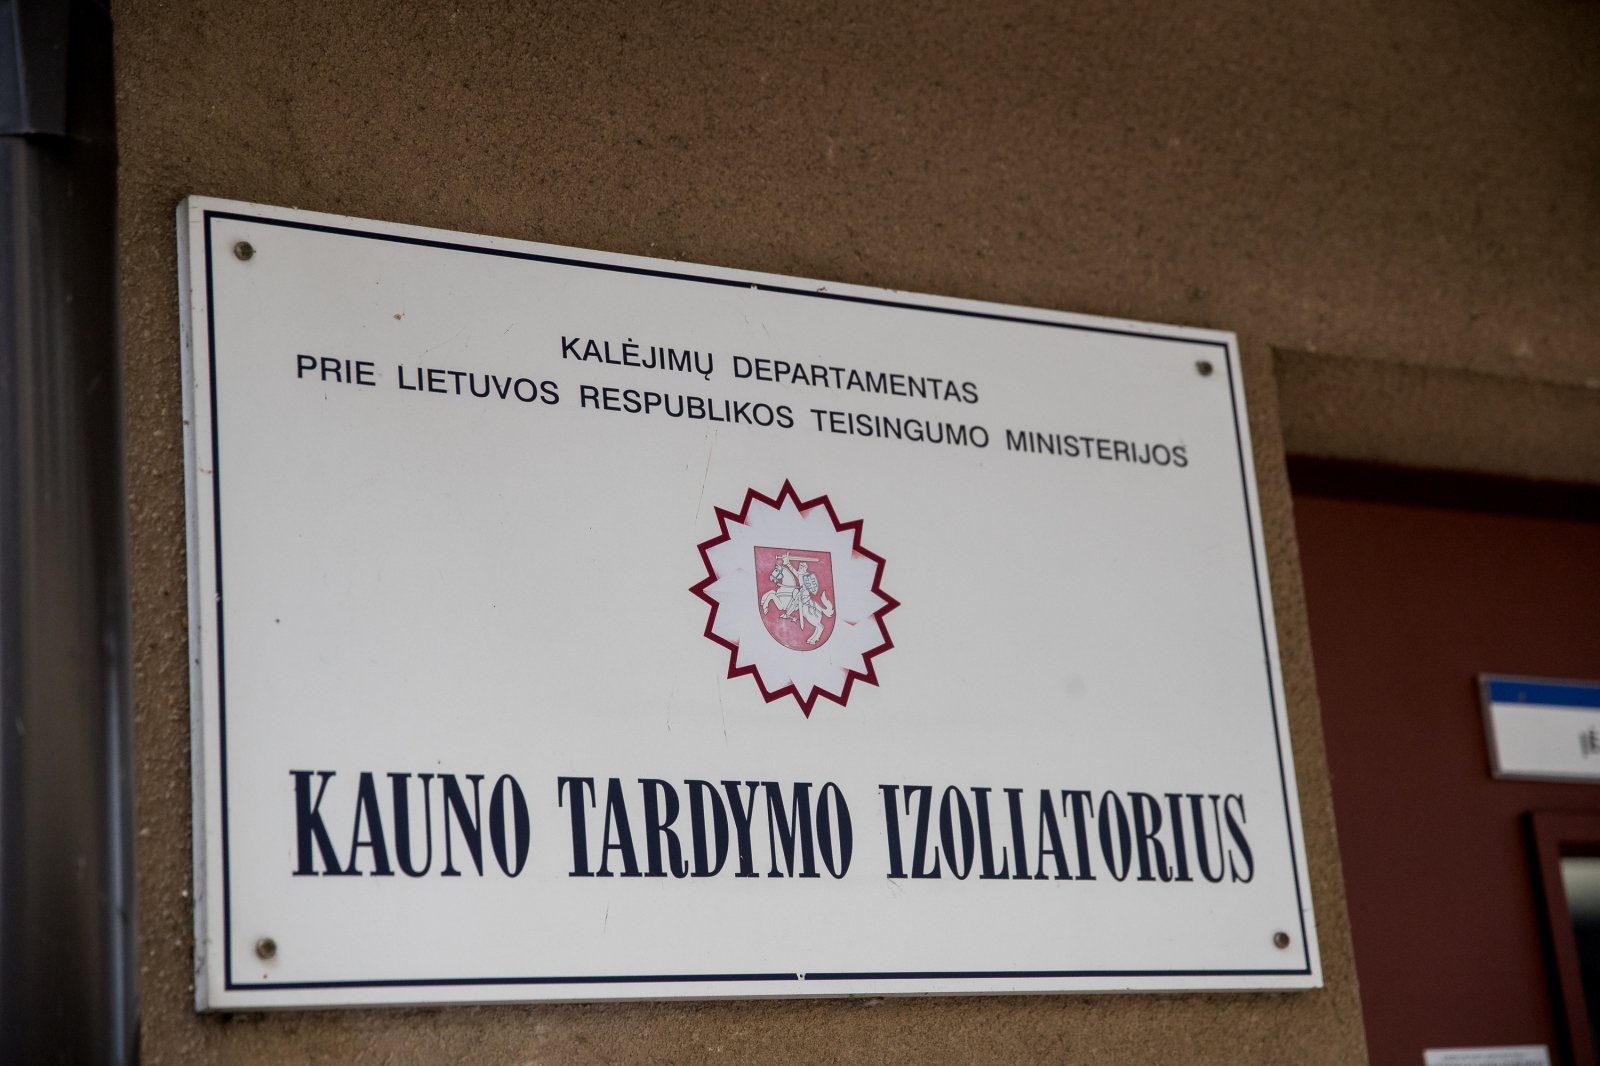 KALĖJIMŲ DEPARTAMENTAS
PRIE LIETUVOS RESPUBLIKOS TEISINGUMO MINISTERIJOS
KAUNO TARDYMO IZOLIATORIUS